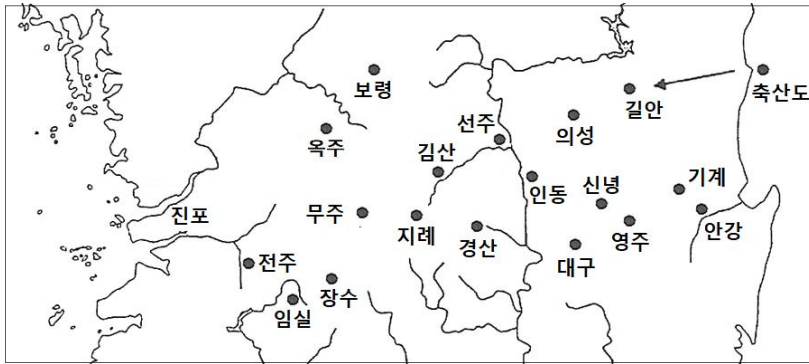 보령
축산도
길안
의성
옥주
선주
김산
인동
신녕
기계
진포
무주
지례
경산
영주
안강
대구
전주
장수
임실